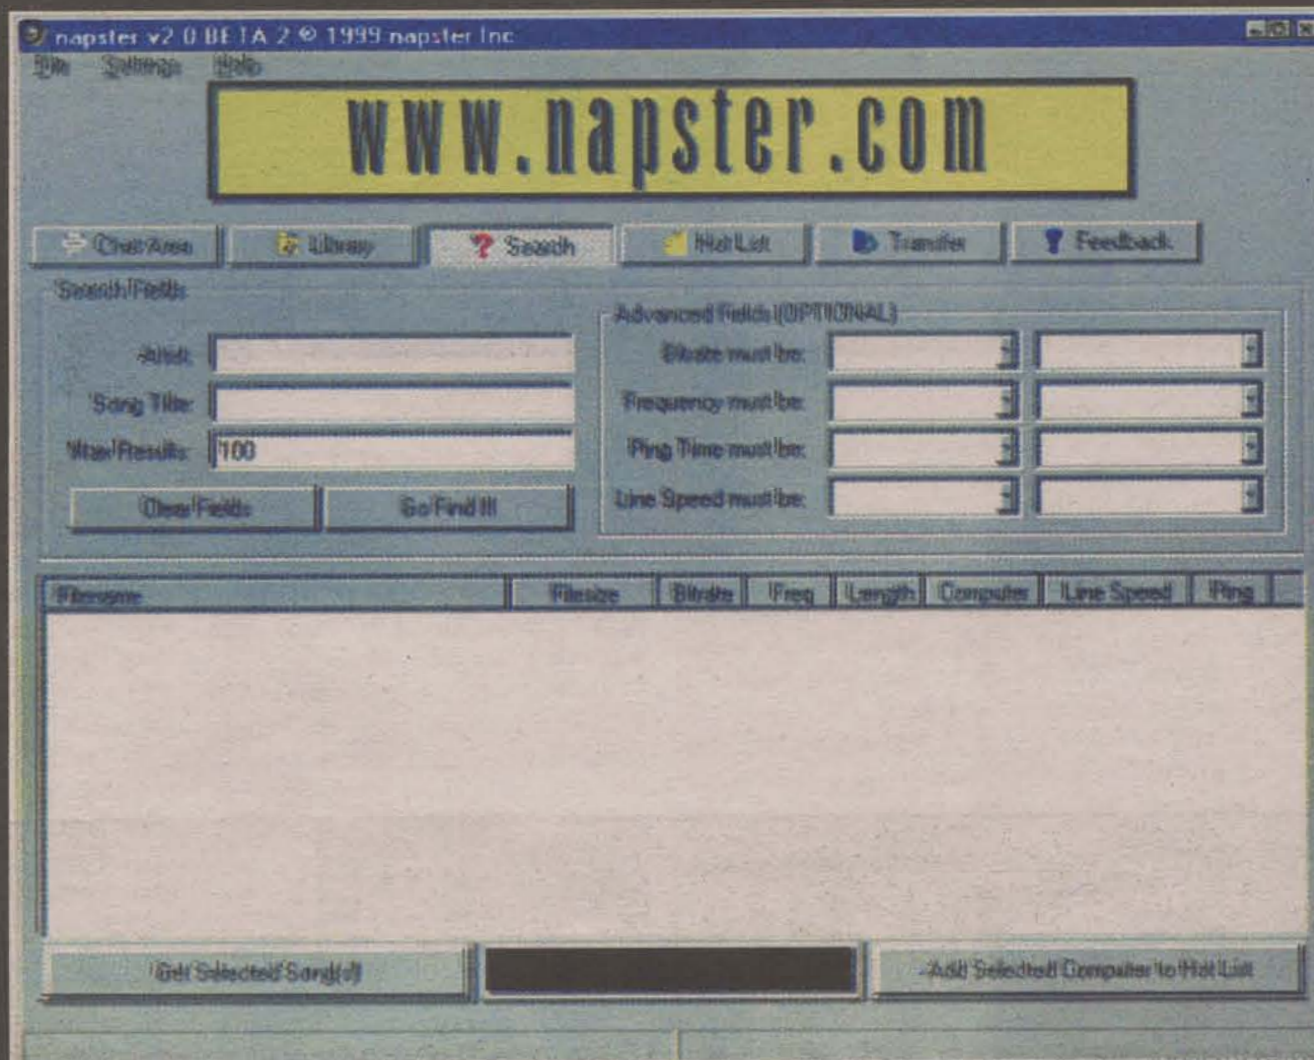 napster v2.0 BETA 2 © 1999 napster Inc
File Settings Help
www.napster.com
Chat Area Library Search Hot List Transfer Feedback
Search Fields
Artist:
Song Title:
Max Results: 100
Clear Fields Go Find It!
Advanced Fields (OPTIONAL)
Bitrate must be:
Frequency must be:
Ping Time must be:
Line Speed must be:
Filename Filesize Bitrate Freq Length Computer Line Speed Ping
Get Selected Song(s) Add Selected Computer to Hot List